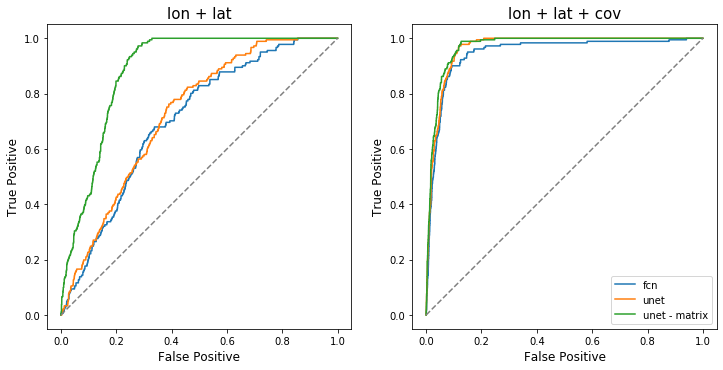 lon + lat
1.0
0.8
0.6
0.4
0.2
0.0
True Positive
0.0 0.2 0.4 0.6 0.8 1.0
False Positive
lon + lat + cov
1.0
0.8
0.6
0.4
0.2
0.0
True Positive
fcn
unet
unet - matrix
0.0 0.2 0.4 0.6 0.8 1.0
False Positive